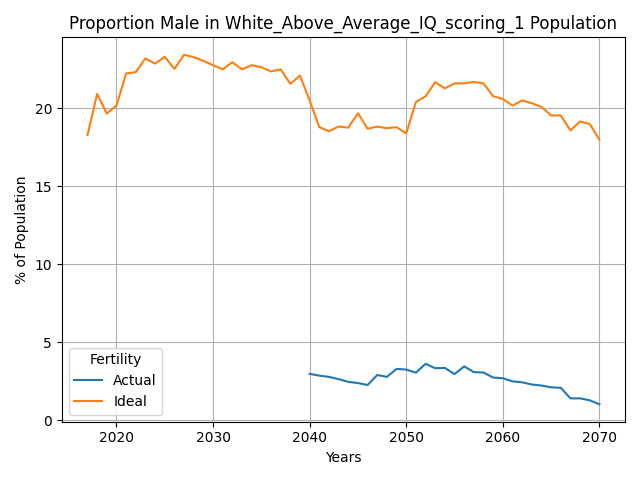 Proportion Male in White_Above_Average_IQ_scoring_1 Population
% of Population
20
15
10
5
0
Fertility
Actual
Ideal
2020
2030
2040
2050
2060
2070
Years